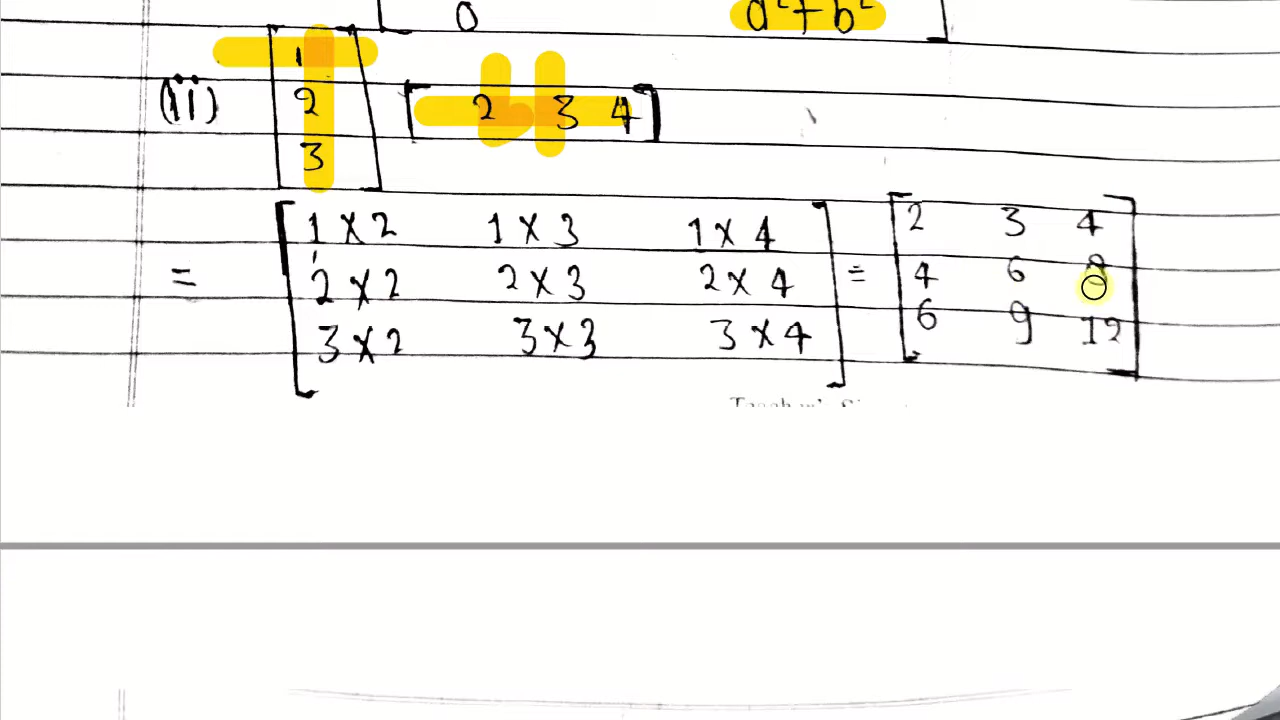 0 a²+b²
(ii) [1 2 3] [2 3 4]
= [1×2 1×3 1×4] = [2 3 4]
[2×2 2×3 2×4] [4 6 8]
[3×2 3×3 3×4] [6 9 12]